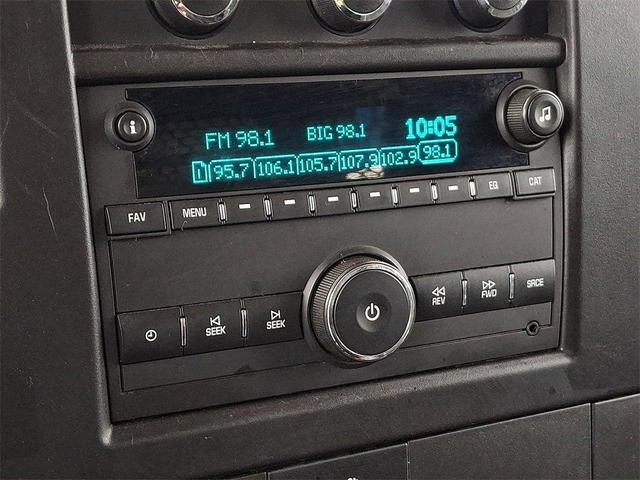 FM 98.1 BIG 98.1 10:05
1 95.7 106.1 105.7 107.9 102.9 98.1
FAV MENU EQ CAT
SEEK SEEK REV FWD SRCE